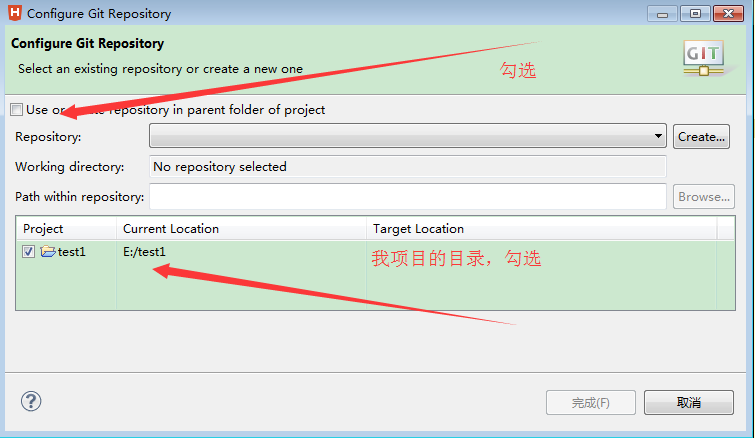 H Configure Git Repository
Configure Git Repository
Select an existing repository or create a new one
GIT
勾选
Use or repository in parent folder of project
Repository:
Create...
Working directory: No repository selected
Path within repository:
Browse...
Project Current Location Target Location
test1 E:/test1
我项目的目录，勾选
?
完成(F) 取消